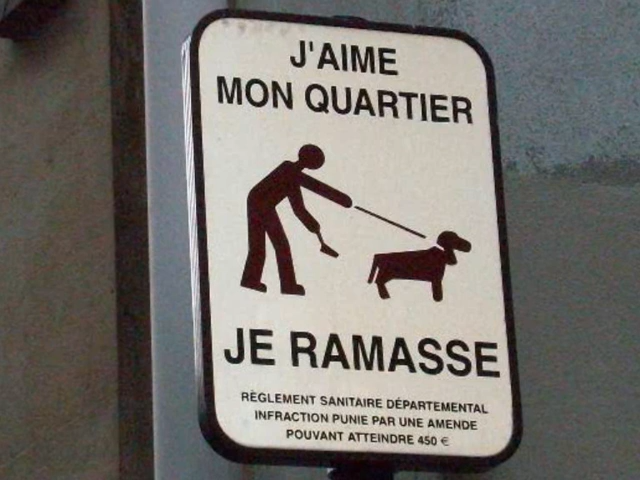 J'AIME
MON QUARTIER
JE RAMASSE
RÈGLEMENT SANITAIRE DÉPARTEMENTAL
INFRACTION PUNIE PAR UNE AMENDE
POUVANT ATTEINDRE 450 €